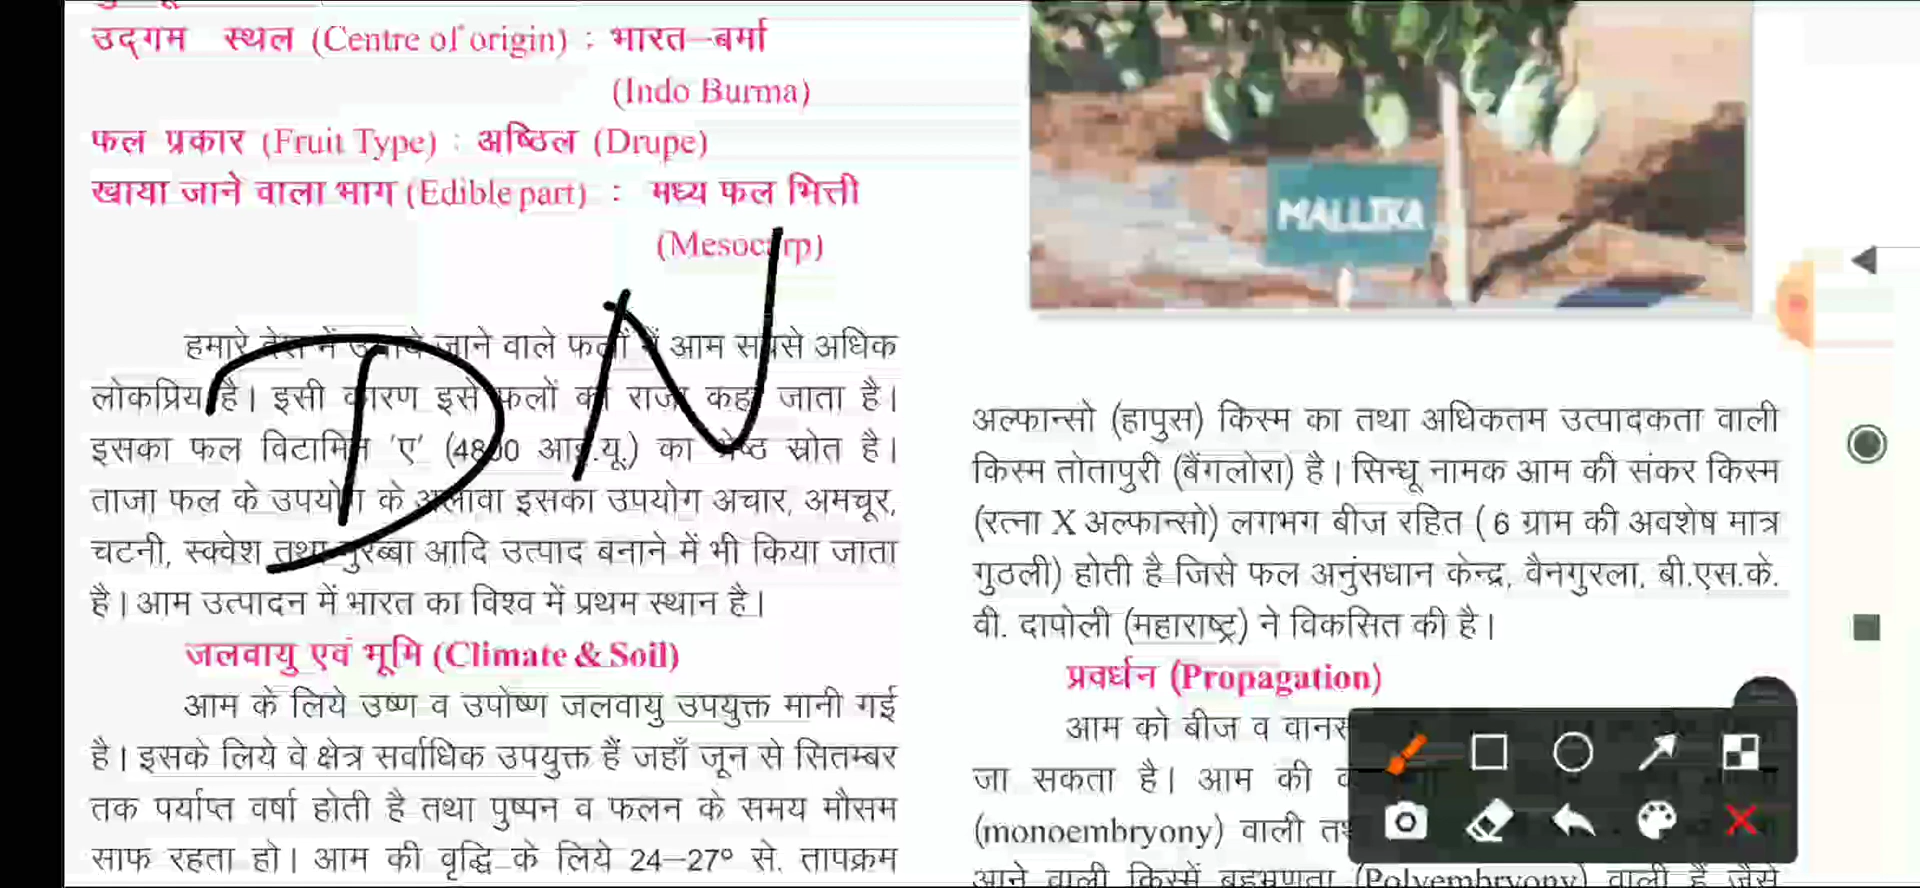 उद्गम स्थल (Centre of origin) : भारत–बर्मा
(Indo Burma)
फल प्रकार (Fruit Type) : अष्ठिल (Drupe)
खाया जाने वाला भाग (Edible part) : मध्य फल भित्ती
(Mesocarp)
हमारे देश में उगाये जाने वाले फलों में आम सबसे अधिक
लोकप्रिय है। इसी कारण इसे फलों का राजा कहा जाता है।
इसका फल विटामिन 'ए' (4800 आई.यू.) का श्रेष्ठ स्रोत है।
ताजा फल के उपयोग के अलावा इसका उपयोग अचार, अमचूर,
चटनी, स्क्वेश तथा मुरब्बा आदि उत्पाद बनाने में भी किया जाता
है। आम उत्पादन में भारत का विश्व में प्रथम स्थान है।
जलवायु एवं भूमि (Climate & Soil)
आम के लिये उष्ण व उपोष्ण जलवायु उपयुक्त मानी गई
है। इसके लिये वे क्षेत्र सर्वाधिक उपयुक्त हैं जहाँ जून से सितम्बर
तक पर्याप्त वर्षा होती है तथा पुष्पन व फलन के समय मौसम
साफ रहता हो। आम की वृद्धि के लिये 24–27° से. तापक्रम
DN
MALLIKA
अल्फान्सो (हापुस) किस्म का तथा अधिकतम उत्पादकता वाली
किस्म तोतापुरी (बैंगलोरा) है। सिन्धू नामक आम की संकर किस्म
(रत्ना X अल्फान्सो) लगभग बीज रहित ( 6 ग्राम की अवशेष मात्र
गुठली) होती है जिसे फल अनुंसधान केन्द्र, वैनगुरला, बी.एस.के.
वी. दापोली (महाराष्ट्र) ने विकसित की है।
प्रवर्धन (Propagation)
आम को बीज व
जा सकता है। आम की
(monoembryony) वाली
आने वाली किस्में बहुभ्रूणता (Polyembryony) वाली हैं जैसे